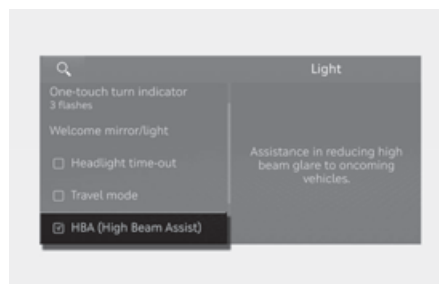 Light
One-touch turn indicator
3 flashes
Welcome mirror/light
Headlight time-out
Travel mode
HBA (High Beam Assist)
Assistance in reducing high
beam glare to oncoming
vehicles.